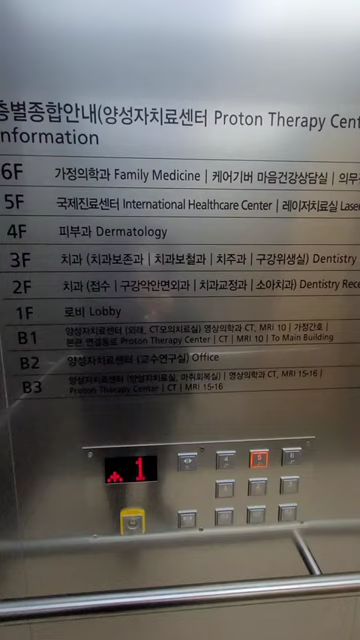 층별종합안내(양성자치료센터 Proton Therapy Cent
nformation
6F 가정의학과 Family Medicine | 케어기버 마음건강상담실 | 의무
5F 국제진료센터 International Healthcare Center | 레이저치료실 Laser
4F 피부과 Dermatology
3F 치과 (치과보존과 | 치과보철과 | 치주과 | 구강위생실) Dentistry
2F 치과 (접수 | 구강악안면외과 | 치과교정과 | 소아치과) Dentistry Rece
1F 로비 Lobby
B1 양성자치료센터 (외래, CT모의치료실) 영상의학과 CT, MRI 10 | 가정간호 |
본관 연결통로 Proton Therapy Center | CT | MRI 10 | To Main Building
B2 양성자치료센터 (교수연구실) Office
B3 양성자치료센터 (양성자치료실, 마취회복실) | 영상의학과 CT, MRI 15-16 |
Proton Therapy Center | CT | MRI 15-16
1
4 5 6